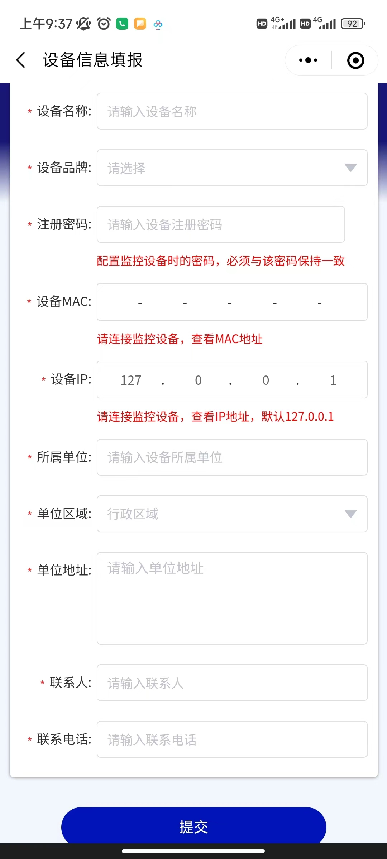 上午9:37
HD 4G+ HD 4G 92
设备信息填报
* 设备名称: 请输入设备名称
* 设备品牌: 请选择
* 注册密码: 请输入设备注册密码
配置监控设备时的密码，必须与该密码保持一致
* 设备MAC: - - - - -
请连接监控设备，查看MAC地址
* 设备IP: 127 . 0 . 0 . 1
请连接监控设备，查看IP地址，默认127.0.0.1
* 所属单位: 请输入设备所属单位
* 单位区域: 行政区域
* 单位地址: 请输入单位地址
* 联系人: 请输入联系人
* 联系电话: 请输入联系电话
提交